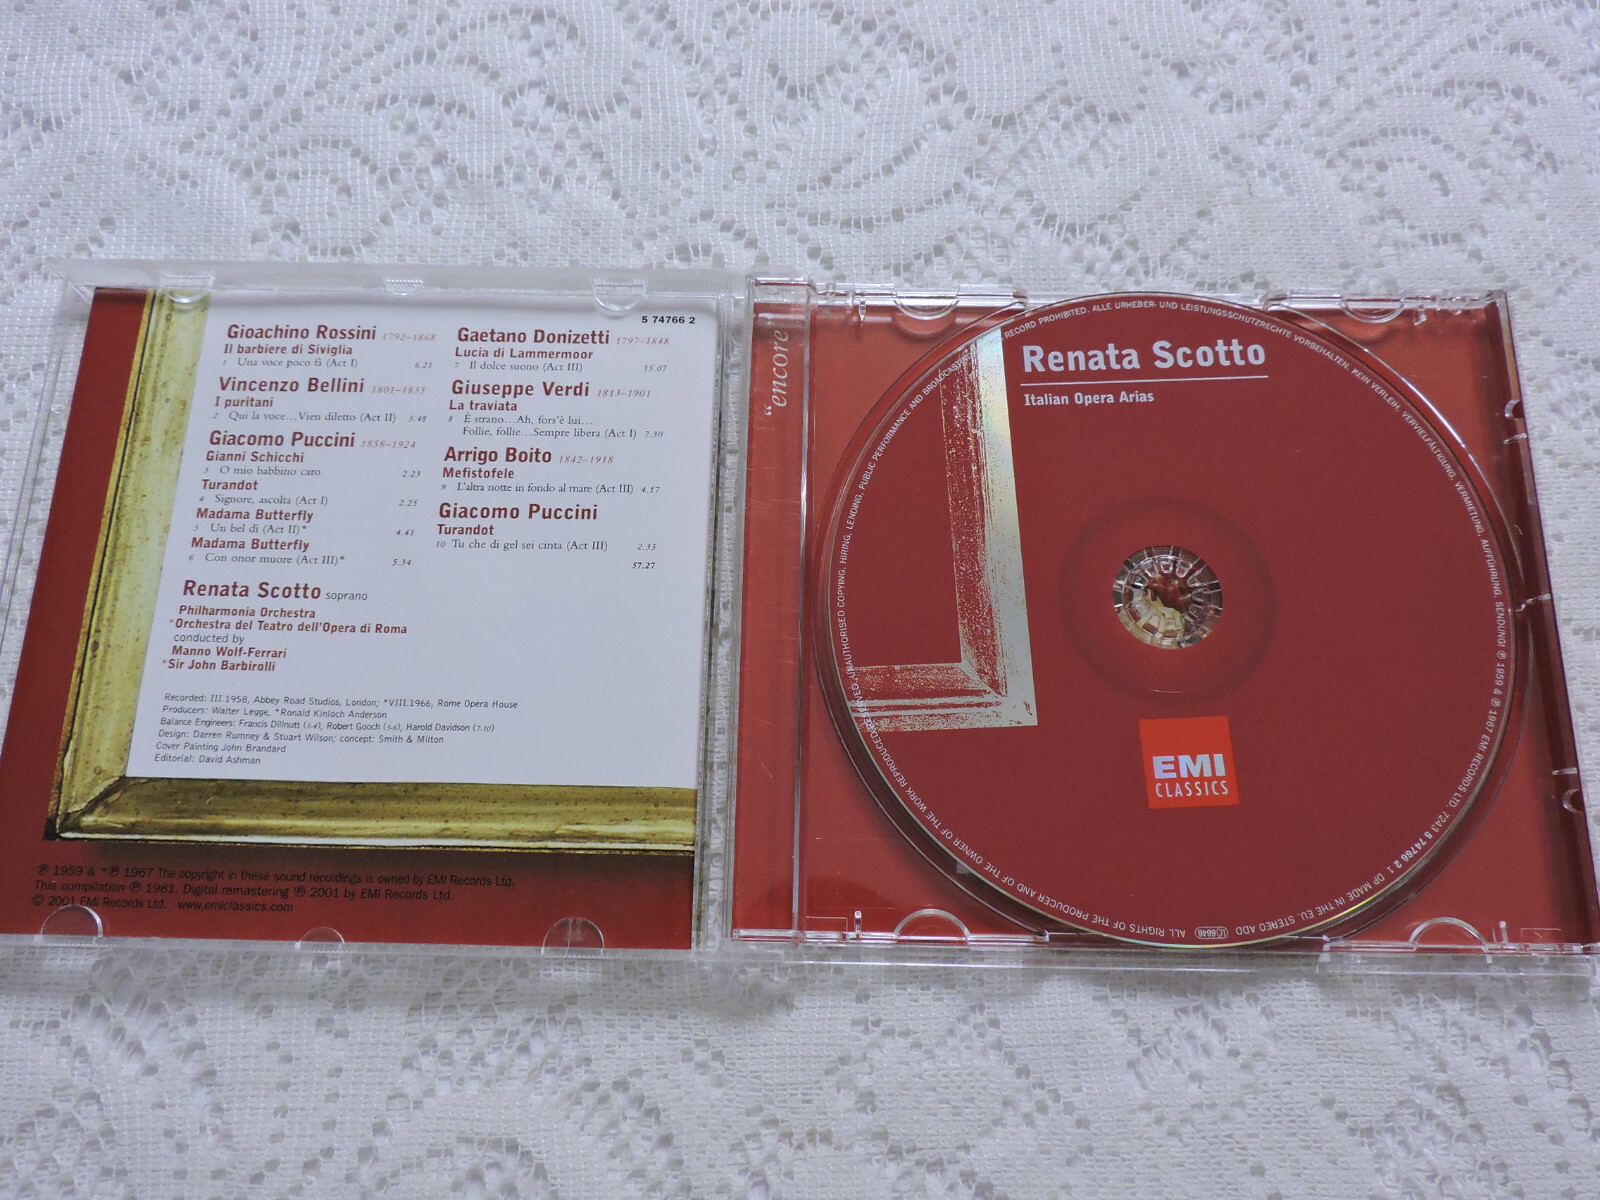 5 74766 2
Gioachino Rossini 1792–1868
Il barbiere di Siviglia
1 Una voce poco fà (Act I) 6.21
Vincenzo Bellini 1801–1835
I puritani
2 Qui la voce...Vien diletto (Act II) 5.48
Giacomo Puccini 1858–1924
Gianni Schicchi
3 O mio babbino caro 2.23
Turandot
4 Signore, ascolta (Act I) 2.25
Madama Butterfly
5 Un bel dì (Act II)* 4.41
Madama Butterfly
6 Con onor muore (Act III)* 5.34
Gaetano Donizetti 1797–1848
Lucia di Lammermoor
7 Il dolce suono (Act III) 15.07
Giuseppe Verdi 1813–1901
La traviata
8 È strano...Ah, fors'è lui...
Follie, follie...Sempre libera (Act I) 7.30
Arrigo Boito 1842–1918
Mefistofele
9 L'altra notte in fondo al mare (Act III) 4.17
Giacomo Puccini
Turandot
10 Tu che di gel sei cinta (Act III) 2.35
57.27
Renata Scotto soprano
Philharmonia Orchestra
*Orchestra del Teatro dell'Opera di Roma
conducted by
Manno Wolf-Ferrari
*Sir John Barbirolli
Recorded: III.1958, Abbey Road Studios, London; *VIII.1966, Rome Opera House
Producers: Walter Legge, *Ronald Kinloch Anderson
Balance Engineers: Francis Dillnutt (1-4), Robert Gooch (5-6), Harold Davidson (7-10)
Design: Darren Rumney & Stuart Wilson; concept: Smith & Milton
Cover Painting John Brandard
Editorial: David Ashman
℗ 1959 & *℗ 1967 The copyright in these sound recordings is owned by EMI Records Ltd.
This compilation ℗ 1981. Digital remastering ℗ 2001 by EMI Records Ltd.
© 2001 EMI Records Ltd. www.emiclassics.com
"encore"
Renata Scotto
Italian Opera Arias
EMI
CLASSICS
ALL RIGHTS OF THE PRODUCER AND OF THE OWNER OF THE WORK REPRODUCED RESERVED. UNAUTHORISED COPYING, HIRING, LENDING, PUBLIC PERFORMANCE AND BROADCASTING RECORD PROHIBITED. ALLE URHEBER- UND LEISTUNGSSCHUTZRECHTE VORBEHALTEN. KEIN VERLEIH, VERVIELFÄLTIGUNG, VERMIETUNG, AUFFÜHRUNG, SENDUNG! ℗ 1959 & ℗ 1967 EMI RECORDS LTD. 7243 5 74766 2 1 DP MADE IN THE EU. STEREO ADD LC 6646